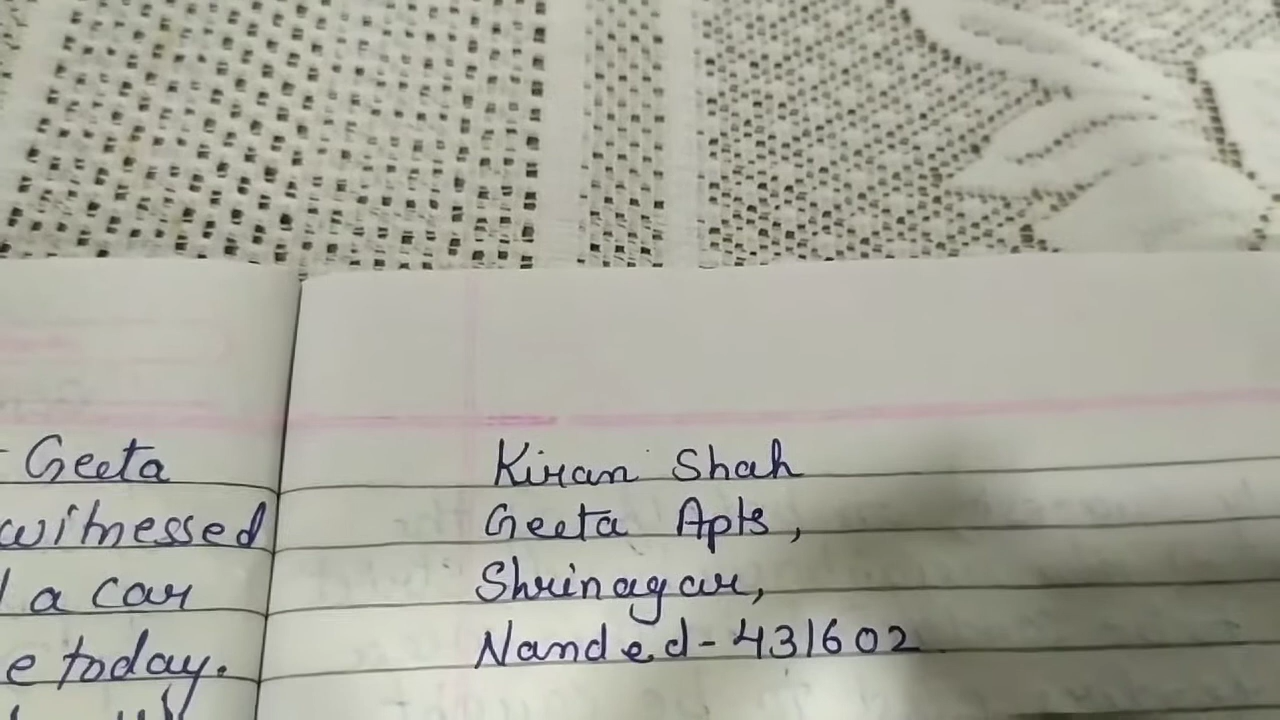 - Geeta
witnessed
a car
e today.
Kiran Shah
Geeta Apts,
Shrinagar,
Nanded - 431602